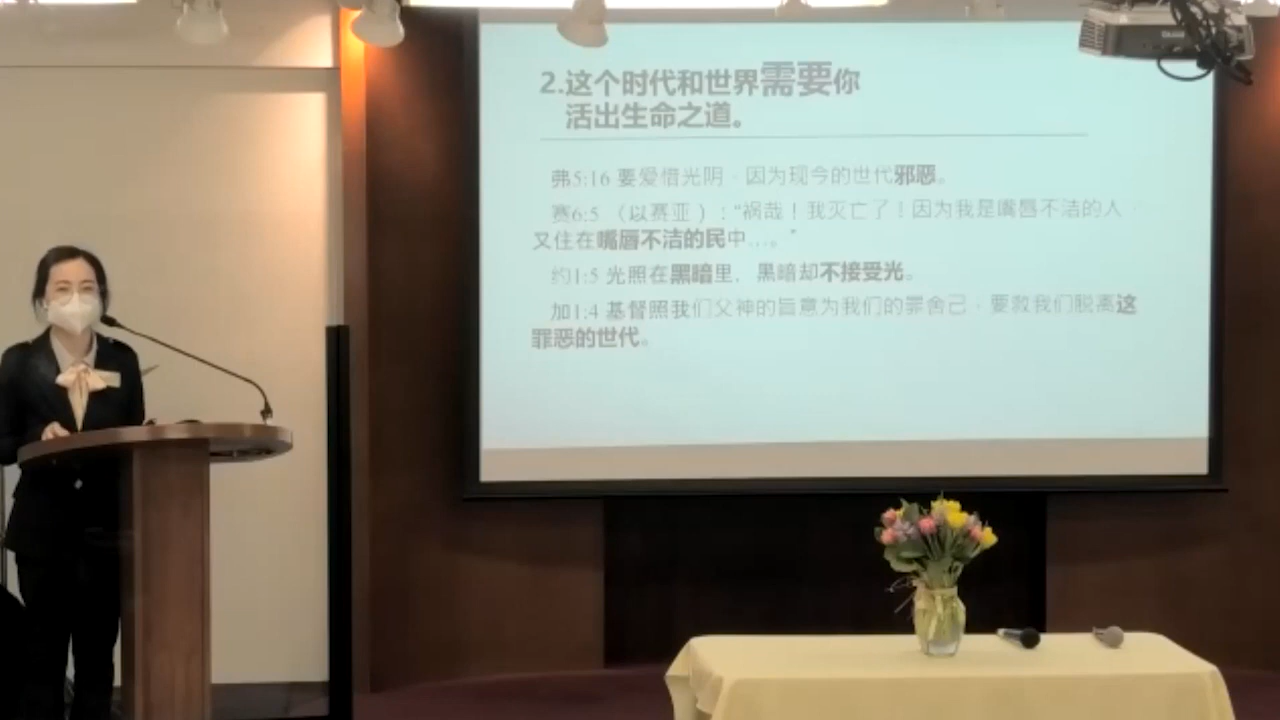 2.这个时代和世界需要你
活出生命之道。
弗5:16 要爱惜光阴，因为现今的世代邪恶。
赛6:5 （以赛亚）：“祸哉！我灭亡了！因为我是嘴唇不洁的人，
又住在嘴唇不洁的民中…。”
约1:5 光照在黑暗里，黑暗却不接受光。
加1:4 基督照我们父神的旨意为我们的罪舍己，要救我们脱离这
罪恶的世代。